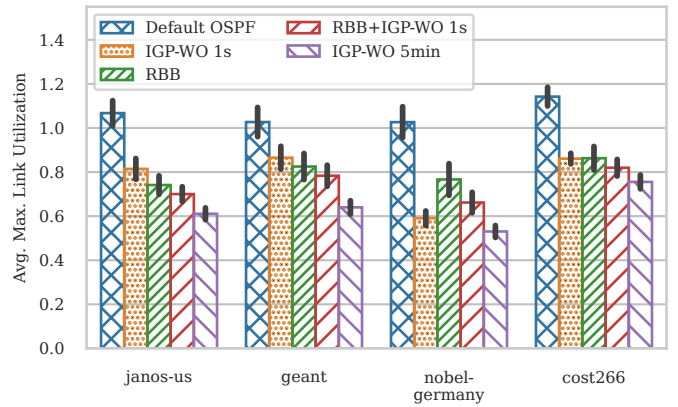 Default OSPF
IGP-WO 1s
RBB
RBB+IGP-WO 1s
IGP-WO 5min
Avg. Max. Link Utilization
1.4
1.2
1.0
0.8
0.6
0.4
0.2
0.0
janos-us
geant
nobel-
germany
cost266